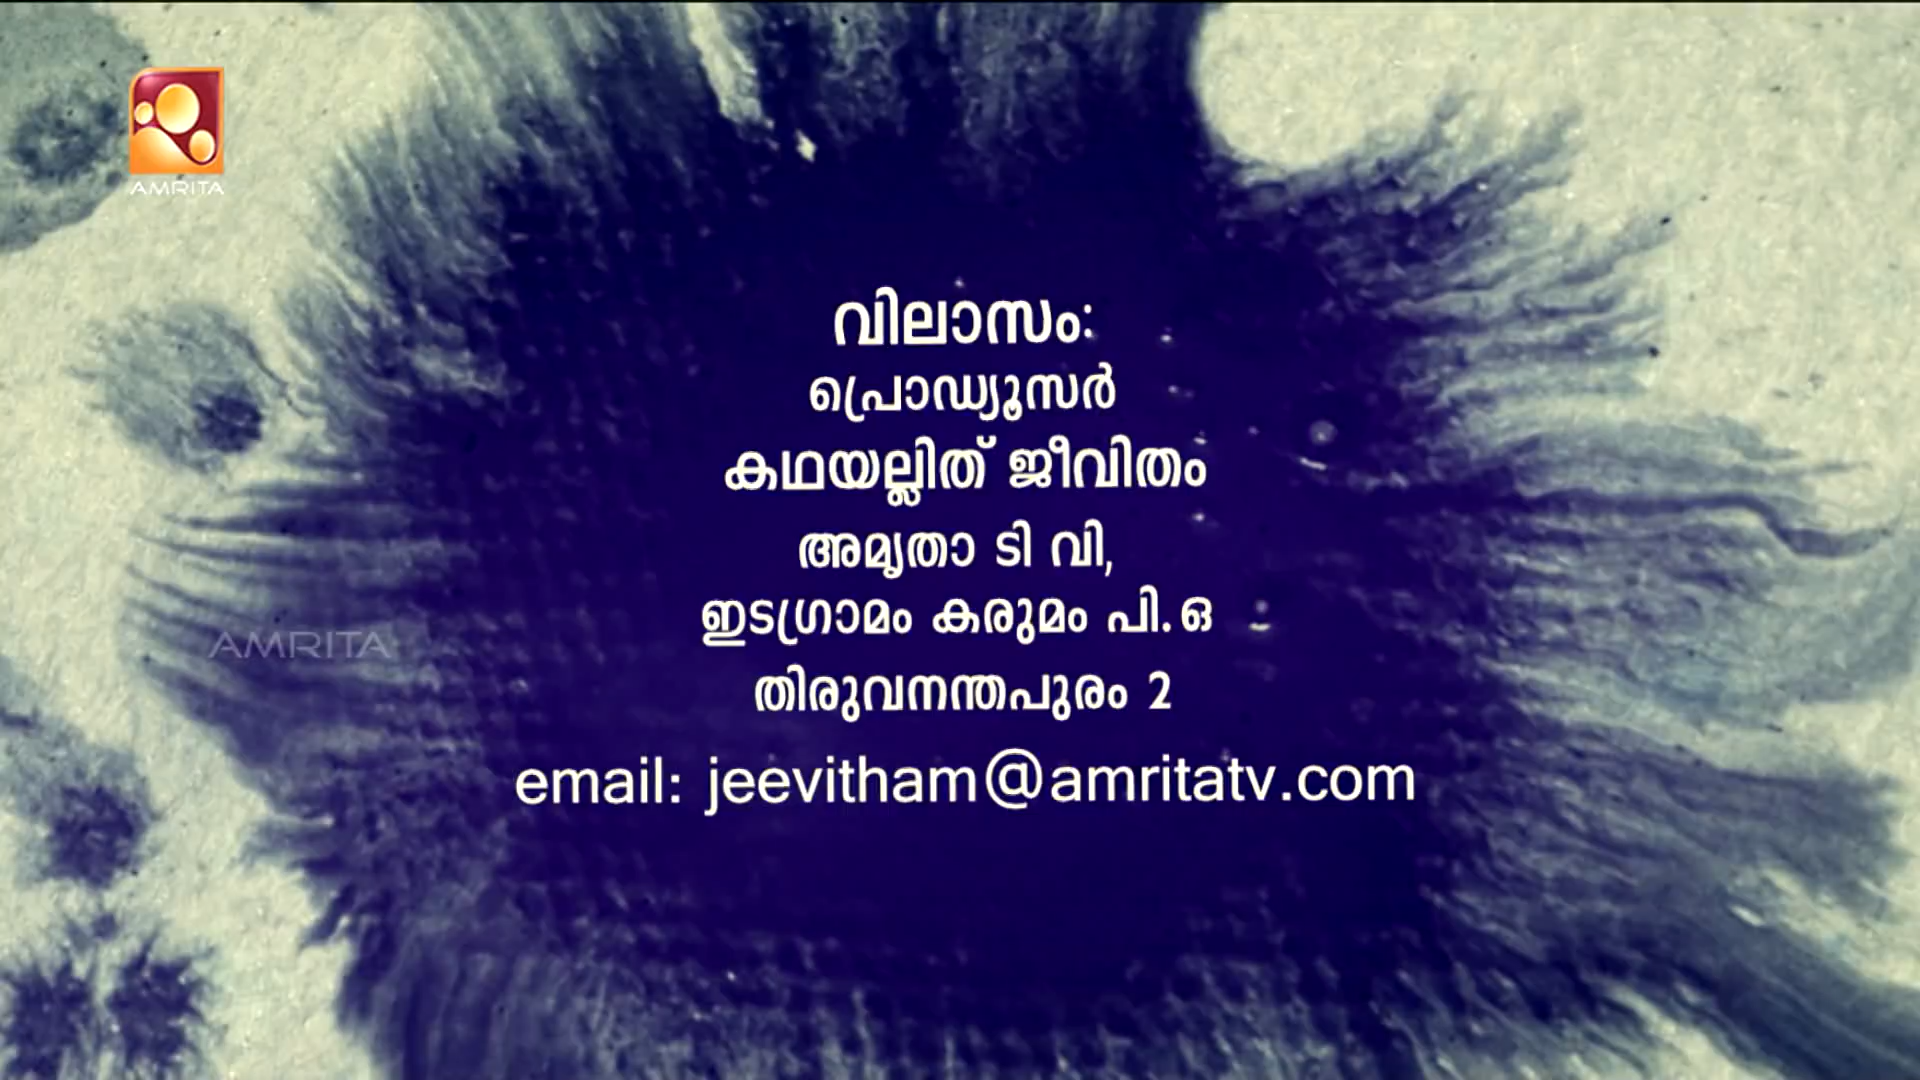 AMRITA
വിലാസം:
പ്രൊഡ്യൂസർ
കഥയല്ലിത് ജീവിതം
അമൃതാ ടി വി,
ഇടഗ്രാമം കരുമം പി.ഒ
AMRITA
തിരുവനന്തപുരം 2
email: jeevitham@amritatv.com